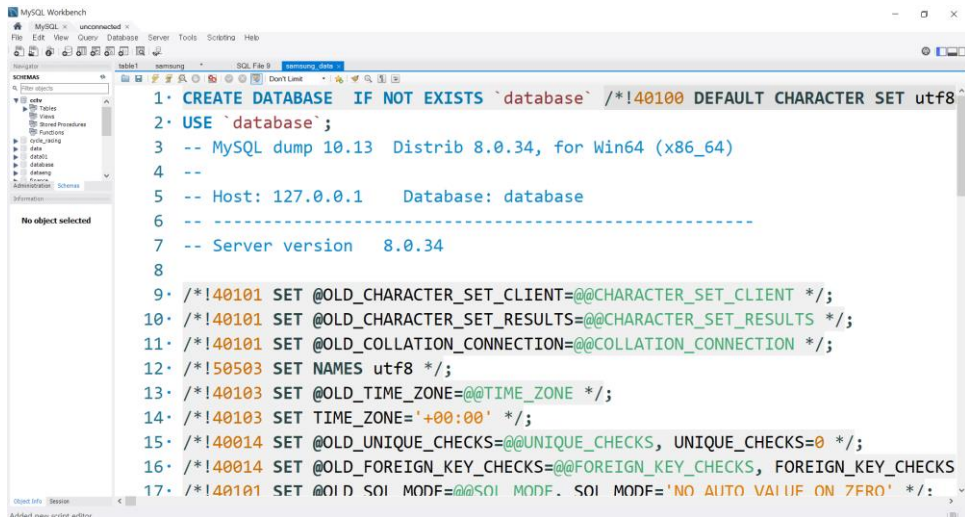 MySQL Workbench
MySQL × unconnected ×
File Edit View Query Database Server Tools Scripting Help
Navigator
table1 samsung * SQL File 9 samsung_data ×
SCHEMAS
Filter objects
Don't Limit
cctv
Tables
Views
Stored Procedures
Functions
cycle_racing
data
data01
database
dataeng
Administration Schemas
Information
No object selected
1 CREATE DATABASE IF NOT EXISTS `database` /*!40100 DEFAULT CHARACTER SET utf8
2 USE `database`;
3 -- MySQL dump 10.13 Distrib 8.0.34, for Win64 (x86_64)
4 --
5 -- Host: 127.0.0.1 Database: database
6 -- ------------------------------------------------------
7 -- Server version 8.0.34
8
9 /*!40101 SET @OLD_CHARACTER_SET_CLIENT=@@CHARACTER_SET_CLIENT */;
10 /*!40101 SET @OLD_CHARACTER_SET_RESULTS=@@CHARACTER_SET_RESULTS */;
11 /*!40101 SET @OLD_COLLATION_CONNECTION=@@COLLATION_CONNECTION */;
12 /*!50503 SET NAMES utf8 */;
13 /*!40103 SET @OLD_TIME_ZONE=@@TIME_ZONE */;
14 /*!40103 SET TIME_ZONE='+00:00' */;
15 /*!40014 SET @OLD_UNIQUE_CHECKS=@@UNIQUE_CHECKS, UNIQUE_CHECKS=0 */;
16 /*!40014 SET @OLD_FOREIGN_KEY_CHECKS=@@FOREIGN_KEY_CHECKS, FOREIGN_KEY_CHECKS
17 /*!40101 SET @OLD_SQL_MODE=@@SQL_MODE, SQL_MODE='NO_AUTO_VALUE_ON_ZERO' */;
Object Info Session
Added new script editor